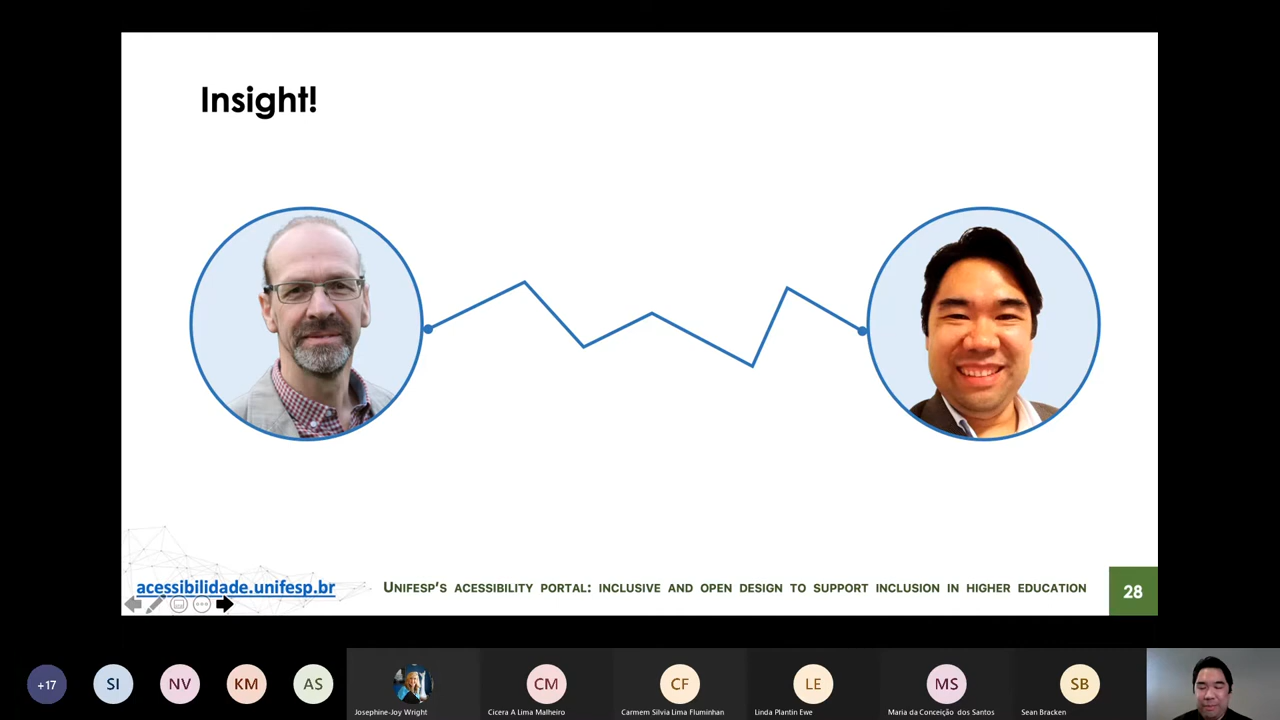 Insight!
acessibilidade.unifesp.br
Unifesp's acessibility portal: inclusive and open design to support inclusion in higher education
28
+17
SI
NV
KM
AS
CM
CF
LE
MS
SB
Josephine-Joy Wright
Cicera A Lima Malheiro
Carmem Silvia Lima Fluminhan
Linda Plantin Ewe
Maria da Conceição dos Santos
Sean Bracken